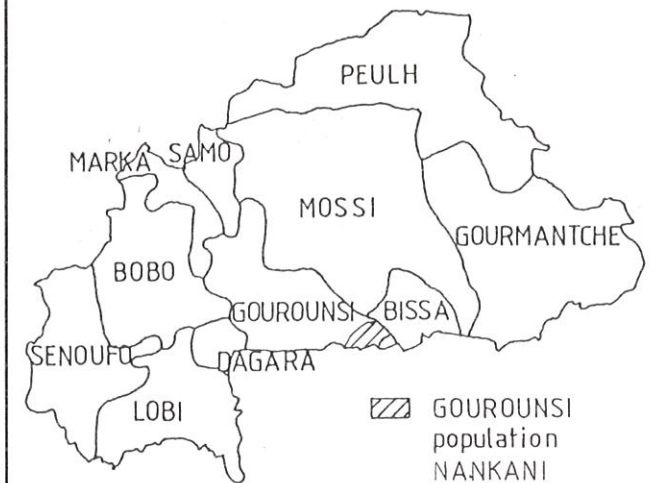 PEULH
MARKA
SAMO
MOSSI
GOURMANTCHE
BOBO
GOUROUNSI
BISSA
SENOUFO
DAGARA
LOBI
GOUROUNSI
population
NANKANI